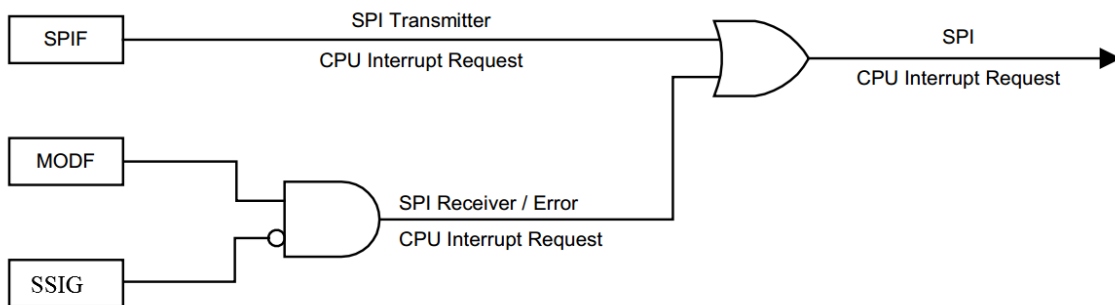 SPIF
SPI Transmitter
CPU Interrupt Request
SPI
CPU Interrupt Request
MODF
SPI Receiver / Error
CPU Interrupt Request
SSIG